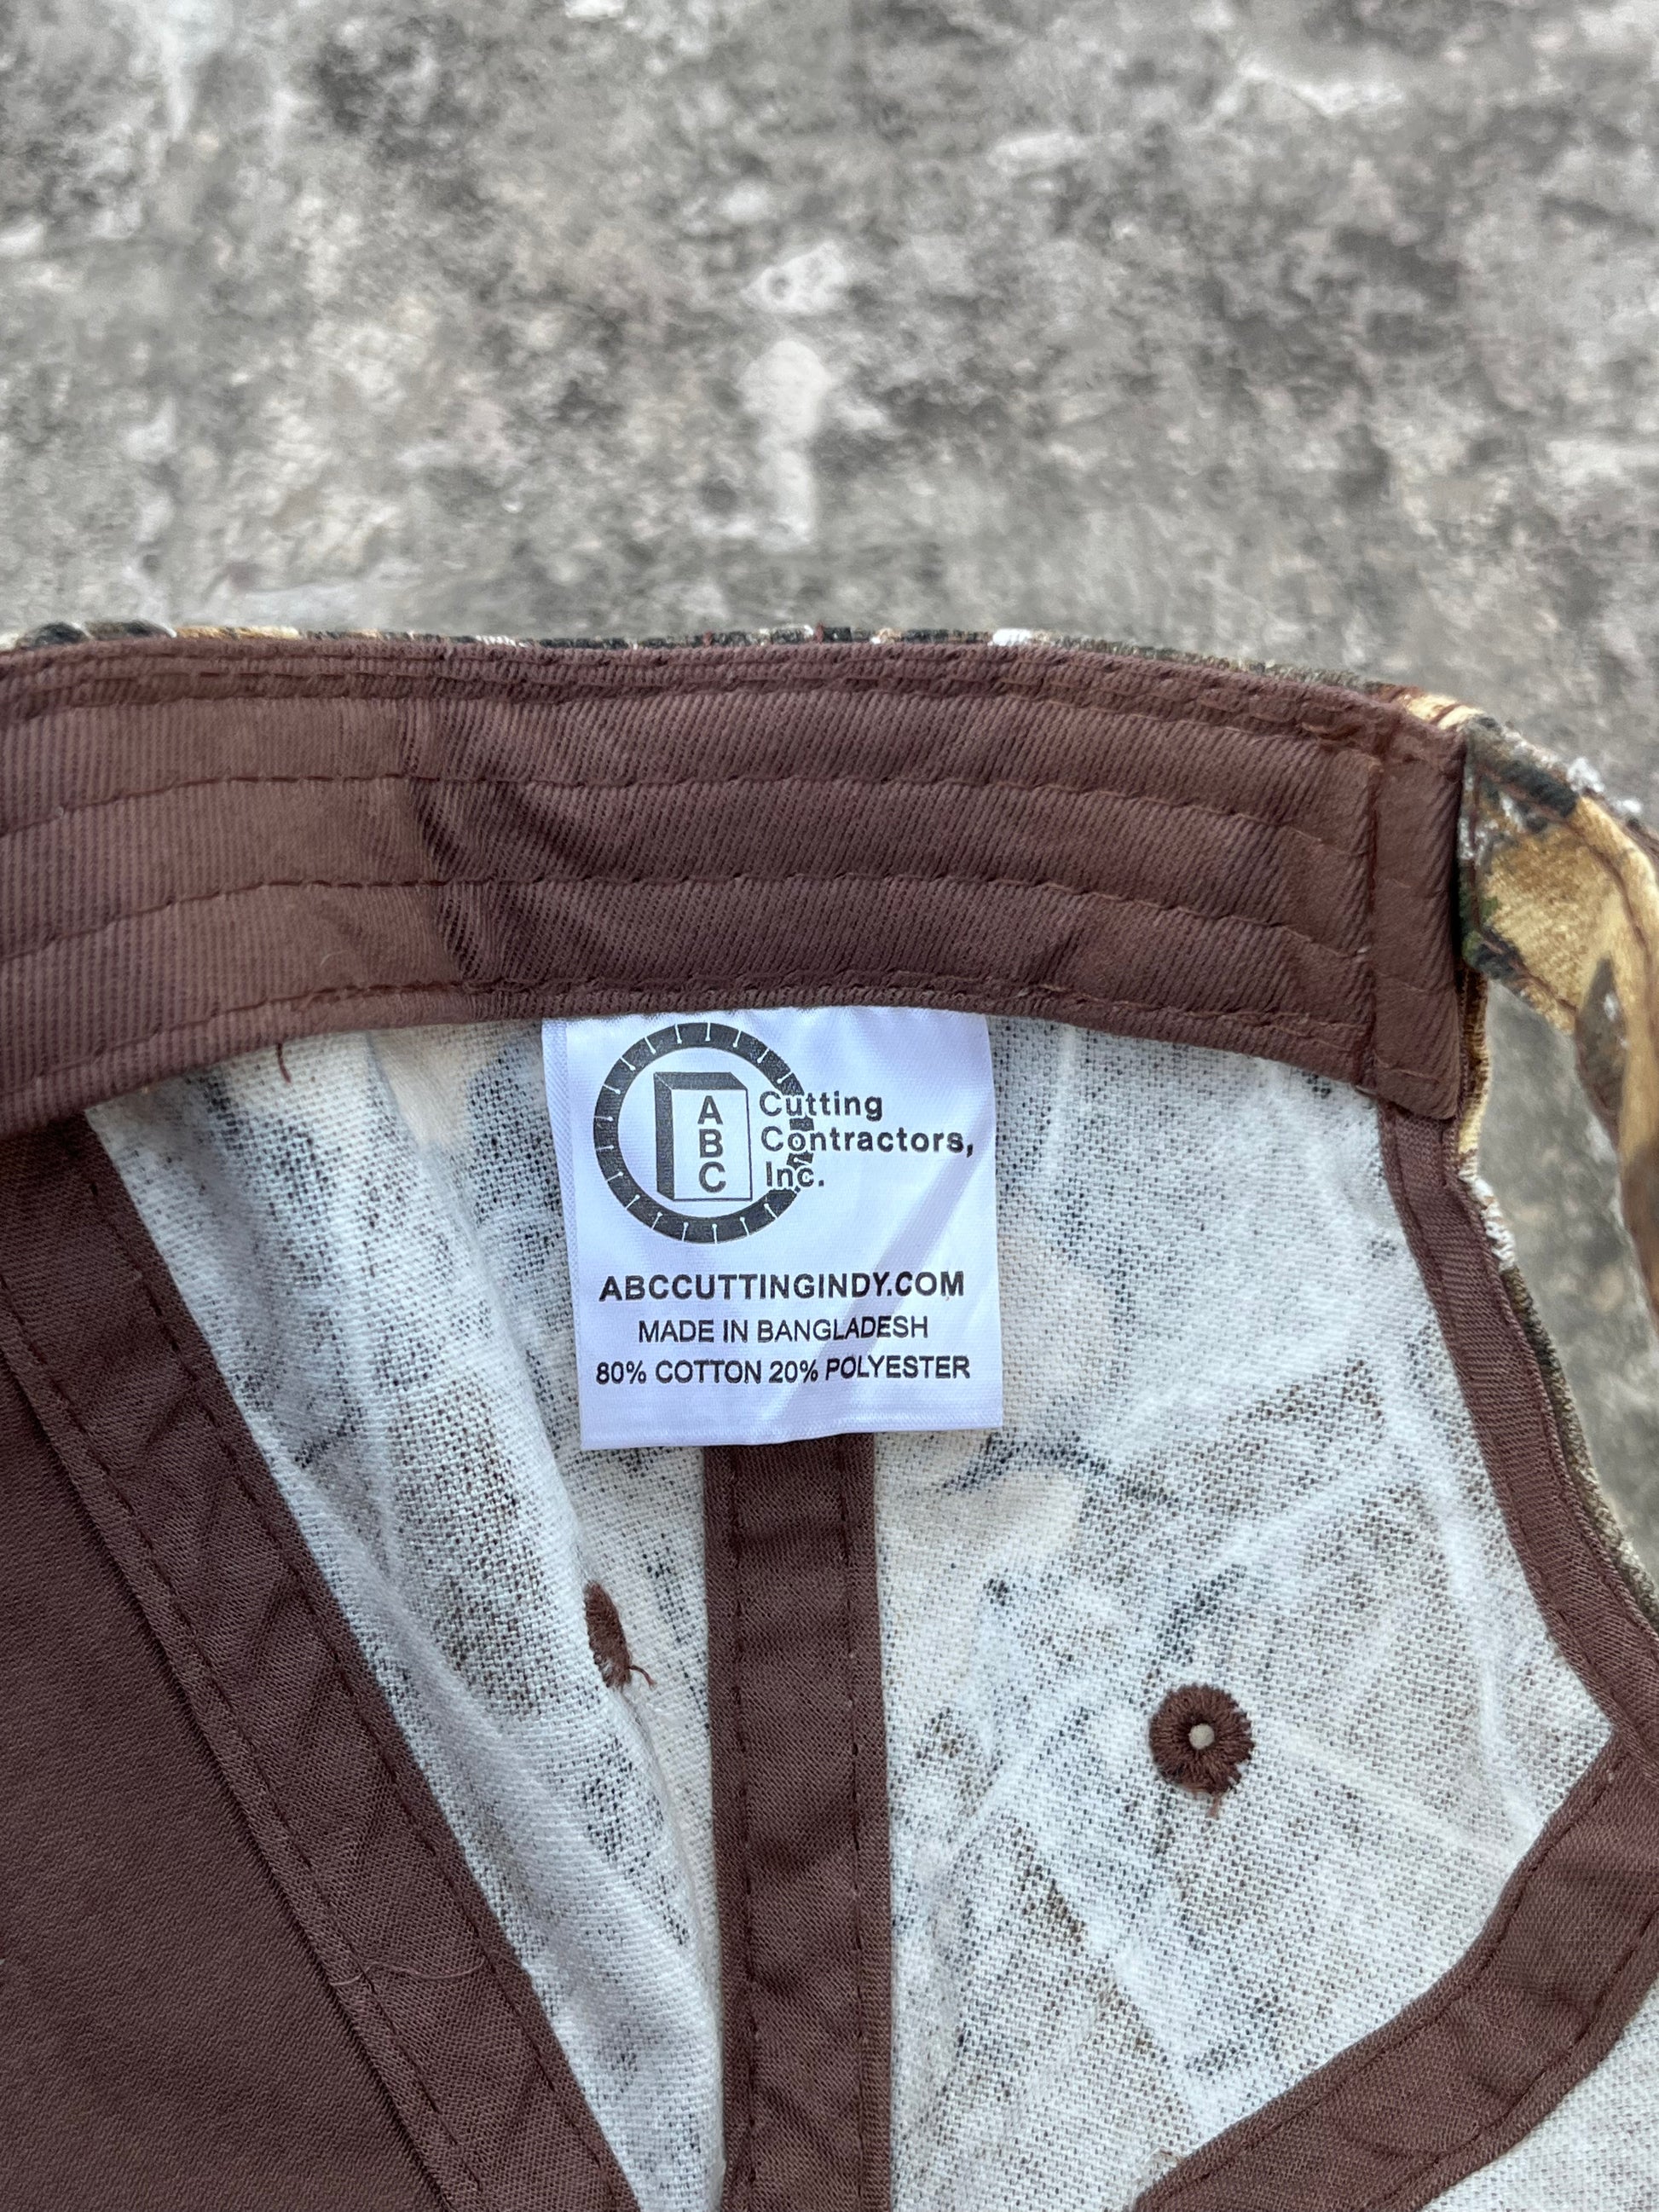 A
B
C
Cutting
Contractors,
Inc.
ABCCUTTINGINDY.COM
MADE IN BANGLADESH
80% COTTON 20% POLYESTER